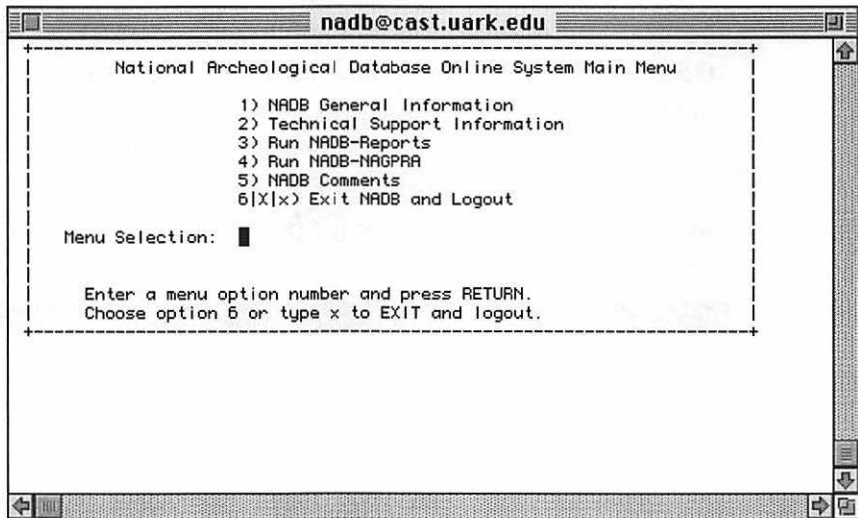 nadb@cast.uark.edu
National Archeological Database Online System Main Menu
1) NADB General Information
2) Technical Support Information
3) Run NADB-Reports
4) Run NADB-NAGPRA
5) NADB Comments
6|X|x) Exit NADB and Logout
Menu Selection:
Enter a menu option number and press RETURN.
Choose option 6 or type x to EXIT and logout.